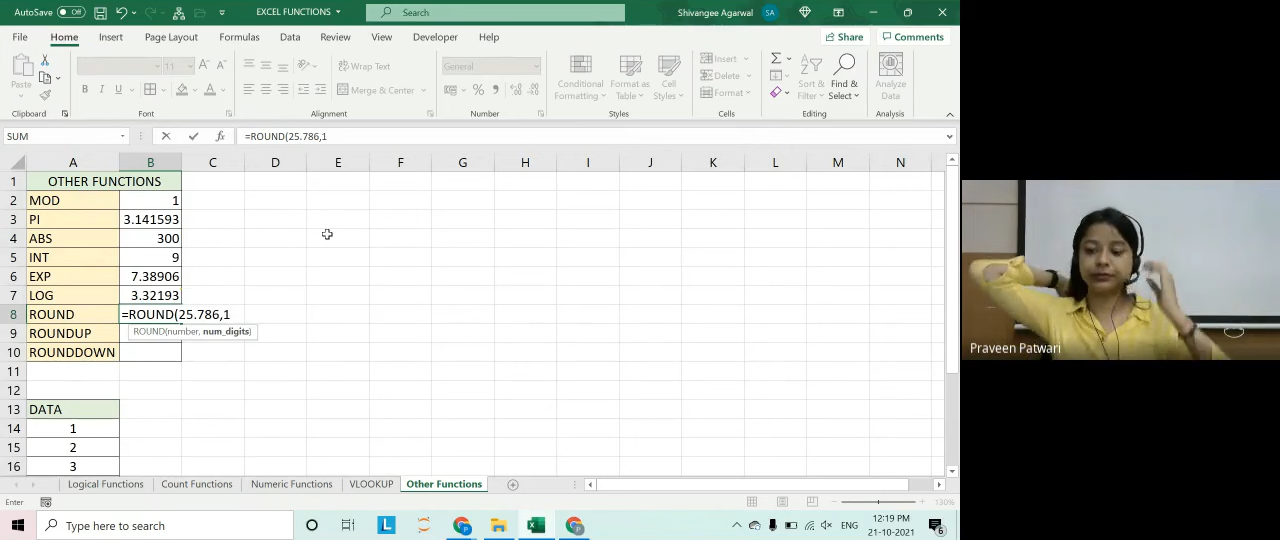 AutoSave Off EXCEL FUNCTIONS Search Shivangee Agarwal SA
File Home Insert Page Layout Formulas Data Review View Developer Help Share Comments
Paste 11 Wrap Text General Conditional Formatting Format as Table Cell Styles Insert Sort & Filter Find & Select Analyze Data
B I U Merge & Center Delete
Format
Clipboard Font Alignment Number Styles Cells Editing Analysis
SUM fx =ROUND(25.786,1
A B C D E F G H I J K L M N
1 OTHER FUNCTIONS
2 MOD 1
3 PI 3.141593
4 ABS 300
5 INT 9
6 EXP 7.38906
7 LOG 3.32193
8 ROUND =ROUND(25.786,1
9 ROUNDUP ROUND(number, num_digits)
10 ROUNDDOWN
11
12
13 DATA
14 1
15 2
16 3
Logical Functions Count Functions Numeric Functions VLOOKUP Other Functions
Enter 130%
Type here to search L ENG 12:19 PM
21-10-2021 6
Praveen Patwari